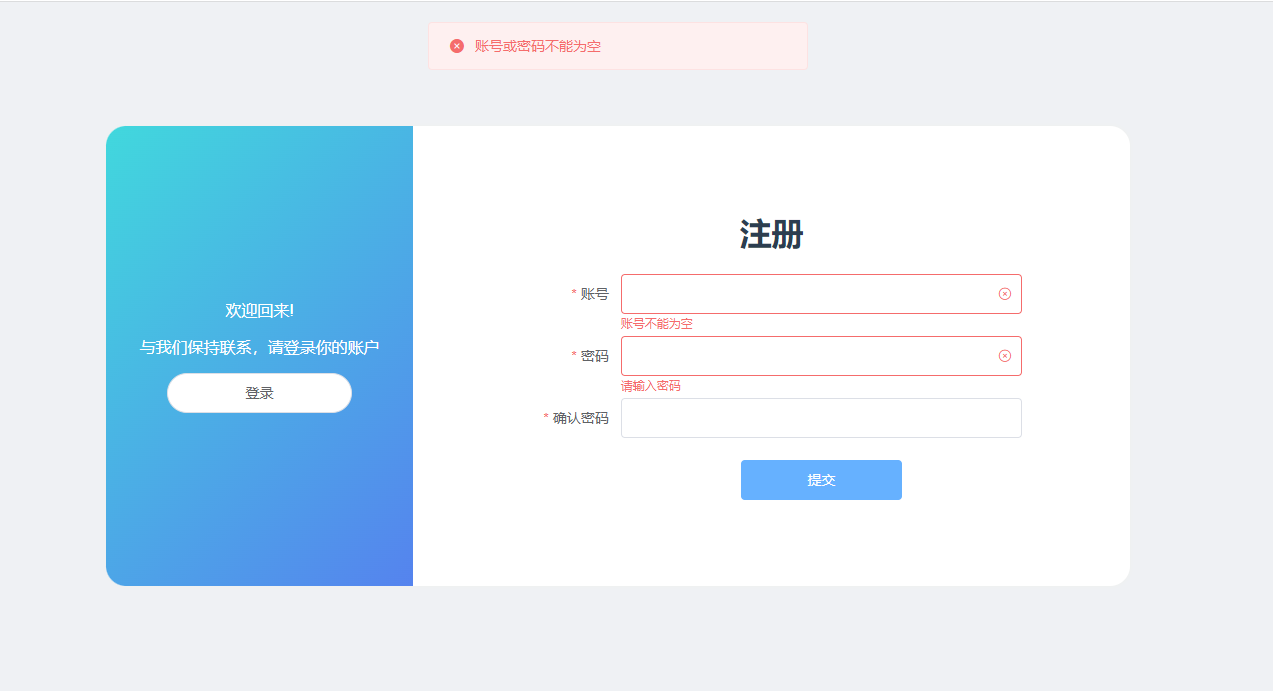 账号或密码不能为空
欢迎回来!
与我们保持联系，请登录你的账户
登录
注册
* 账号
账号不能为空
* 密码
请输入密码
* 确认密码
提交